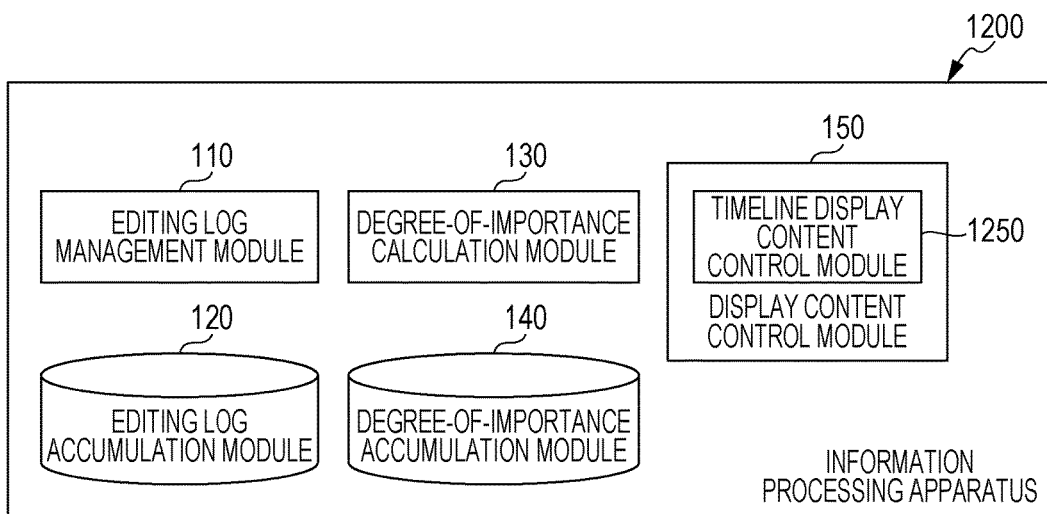 1200
110
130
150
EDITING LOG
MANAGEMENT MODULE
DEGREE-OF-IMPORTANCE
CALCULATION MODULE
TIMELINE DISPLAY
CONTENT
CONTROL MODULE
1250
DISPLAY CONTENT
CONTROL MODULE
120
140
EDITING LOG
ACCUMULATION MODULE
DEGREE-OF-IMPORTANCE
ACCUMULATION MODULE
INFORMATION
PROCESSING APPARATUS